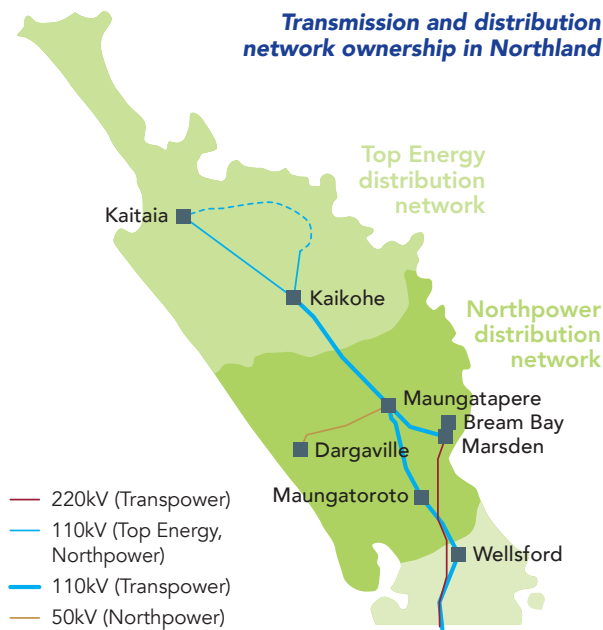 Transmission and distribution
network ownership in Northland
Top Energy
distribution
network
Kaitaia
Kaikohe
Northpower
distribution
network
Maungatapere
Bream Bay
Marsden
Dargaville
Maungatoroto
Wellsford
220kV (Transpower)
110kV (Top Energy,
Northpower)
110kV (Transpower)
50kV (Northpower)